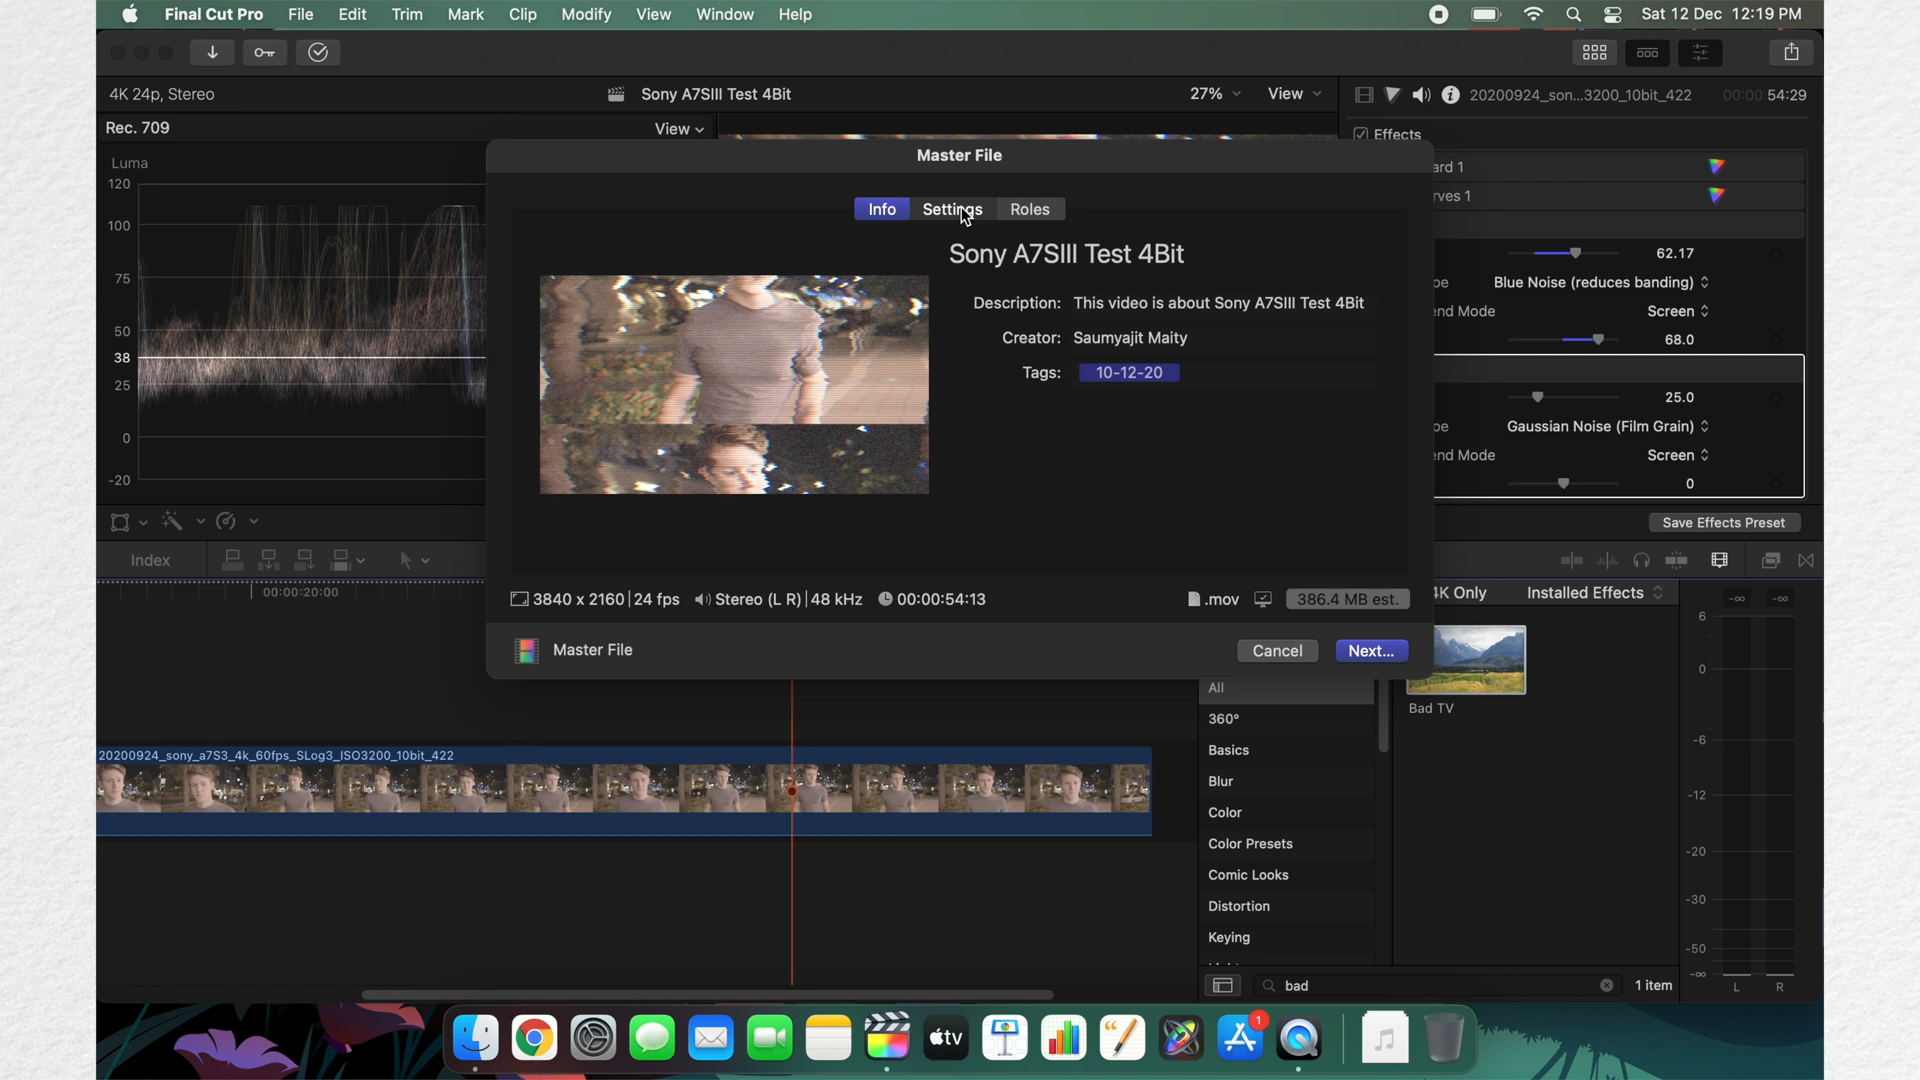 Final Cut Pro File Edit Trim Mark Clip Modify View Window Help Sat 12 Dec 12:19 PM
4K 24p, Stereo Sony A7SIII Test 4Bit 27% View 20200924_son...3200_10bit_422 00:00:54:29
Rec. 709 View Effects
Luma
120
100
75
50
38
25
0
-20
Master File
Info Settings Roles
Sony A7SIII Test 4Bit
Description: This video is about Sony A7SIII Test 4Bit
Creator: Saumyajit Maity
Tags: 10-12-20
3840 x 2160 | 24 fps Stereo (L R) | 48 kHz 00:00:54:13 .mov 386.4 MB est.
Master File Cancel Next...
ard 1
rves 1
62.17
pe Blue Noise (reduces banding)
end Mode Screen
68.0
25.0
pe Gaussian Noise (Film Grain)
end Mode Screen
0
Save Effects Preset
Index
00:00:20:00
4K Only Installed Effects
20200924_sony_a7S3_4k_60fps_SLog3_ISO3200_10bit_422
All
360°
Basics
Blur
Color
Color Presets
Comic Looks
Distortion
Keying
Bad TV
bad 1 item
-∞ -∞
6
0
-6
-12
-20
-30
-50
-∞
L R
tv
1